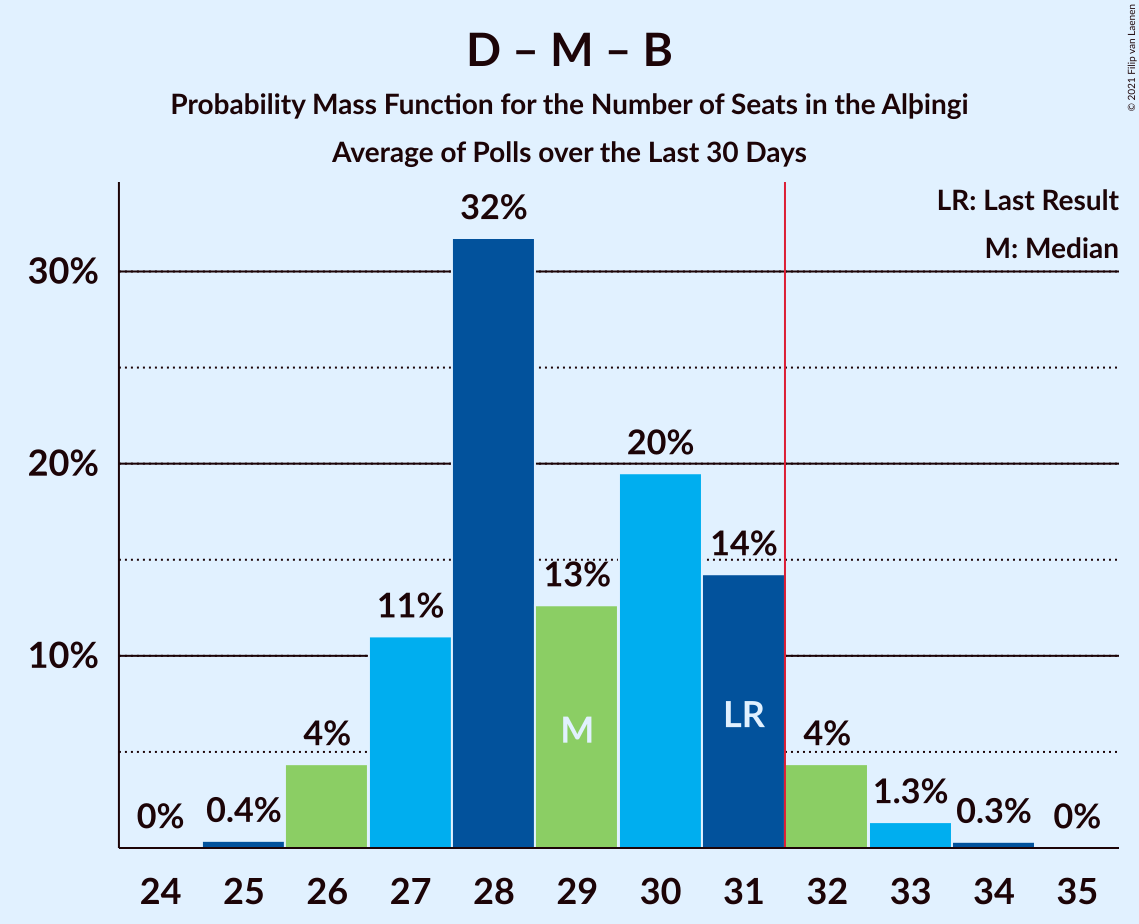 D – M – B
Probability Mass Function for the Number of Seats in the Alþingi
Average of Polls over the Last 30 Days
© 2021 Filip van Laenen
LR: Last Result
M: Median
30%
20%
10%
0%
0.4%
4%
11%
32%
13%
20%
14%
4%
1.3%
0.3%
0%
M
LR
24 25 26 27 28 29 30 31 32 33 34 35